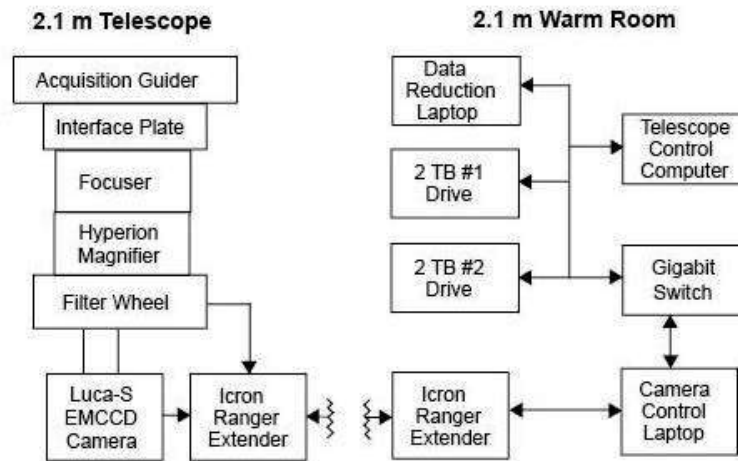 2.1 m Telescope
Acquisition Guider
Interface Plate
Focuser
Hyperion
Magnifier
Filter Wheel
Luca-S
EMCCD
Camera
Icron
Ranger
Extender
2.1 m Warm Room
Data
Reduction
Laptop
Telescope
Control
Computer
2 TB #1
Drive
2 TB #2
Drive
Gigabit
Switch
Icron
Ranger
Extender
Camera
Control
Laptop